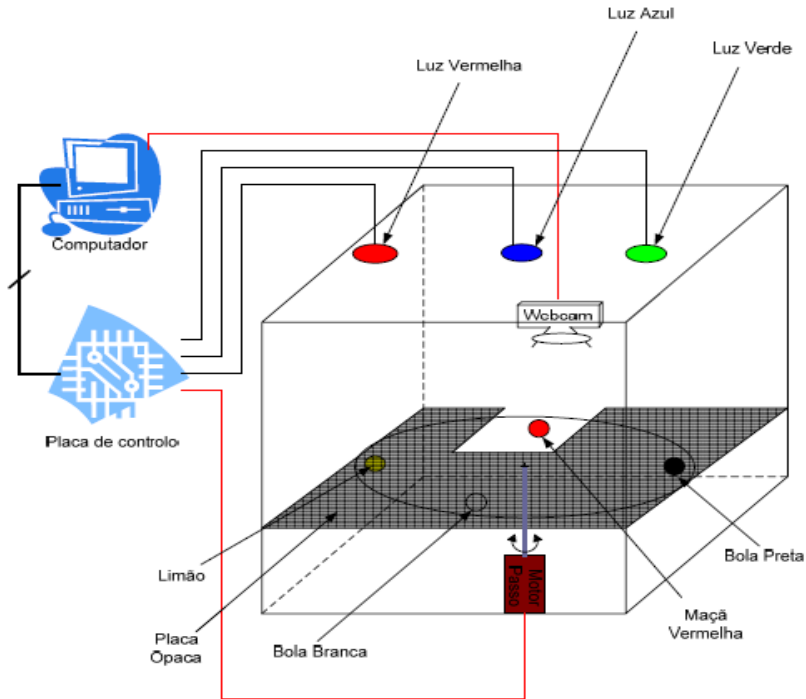 Luz Azul
Luz Verde
Luz Vermelha
Computador
Webcam
Placa de controlo
Limão
Placa
Opaca
Bola Branca
Motor
Passo
Maçã
Vermelha
Bola Preta